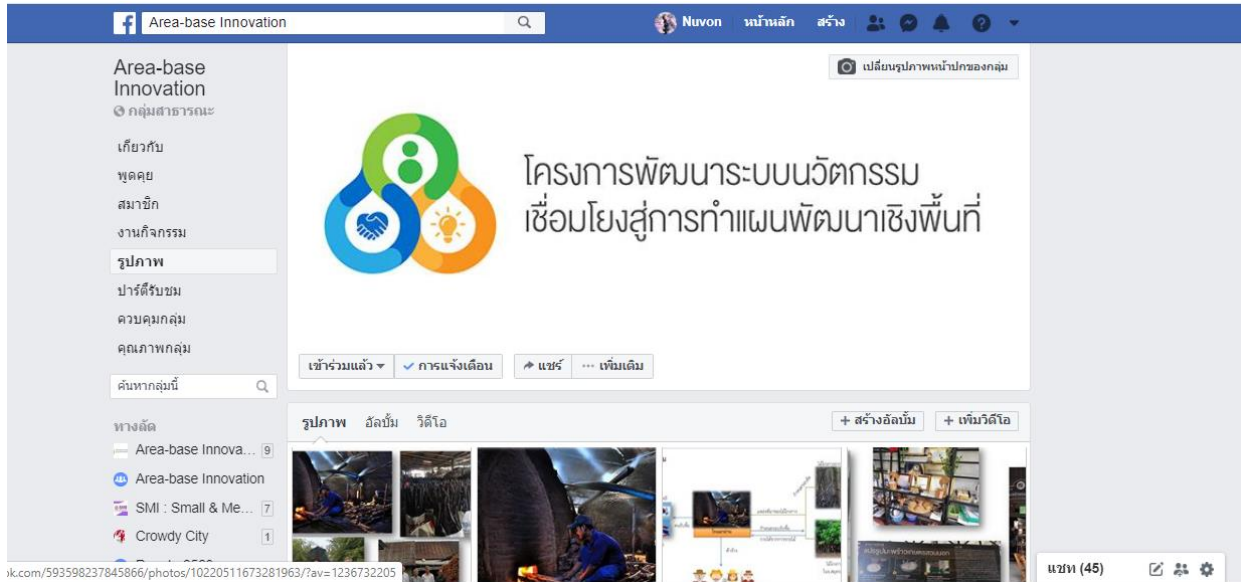 Area-base Innovation
Nuvon หน้าหลัก สร้าง
Area-base
Innovation
กลุ่มสาธารณะ
เกี่ยวกับ
พูดคุย
สมาชิก
งานกิจกรรม
รูปภาพ
ปาร์ตี้รับชม
ควบคุมกลุ่ม
คุณภาพกลุ่ม
ค้นหากลุ่มนี้
ทางลัด
Area-base Innova... 9
Area-base Innovation
SMI : Small & Me... 7
Crowdy City 1
เปลี่ยนรูปภาพหน้าปกของกลุ่ม
โครงการพัฒนาระบบนวัตกรรม
เชื่อมโยงสู่การทำแผนพัฒนาเชิงพื้นที่
เข้าร่วมแล้ว การแจ้งเตือน แชร์ ... เพิ่มเติม
รูปภาพ อัลบั้ม วิดีโอ + สร้างอัลบั้ม + เพิ่มวิดีโอ
ok.com/593598237845866/photos/10220511673281963/?av=1236732205
แชท (45)